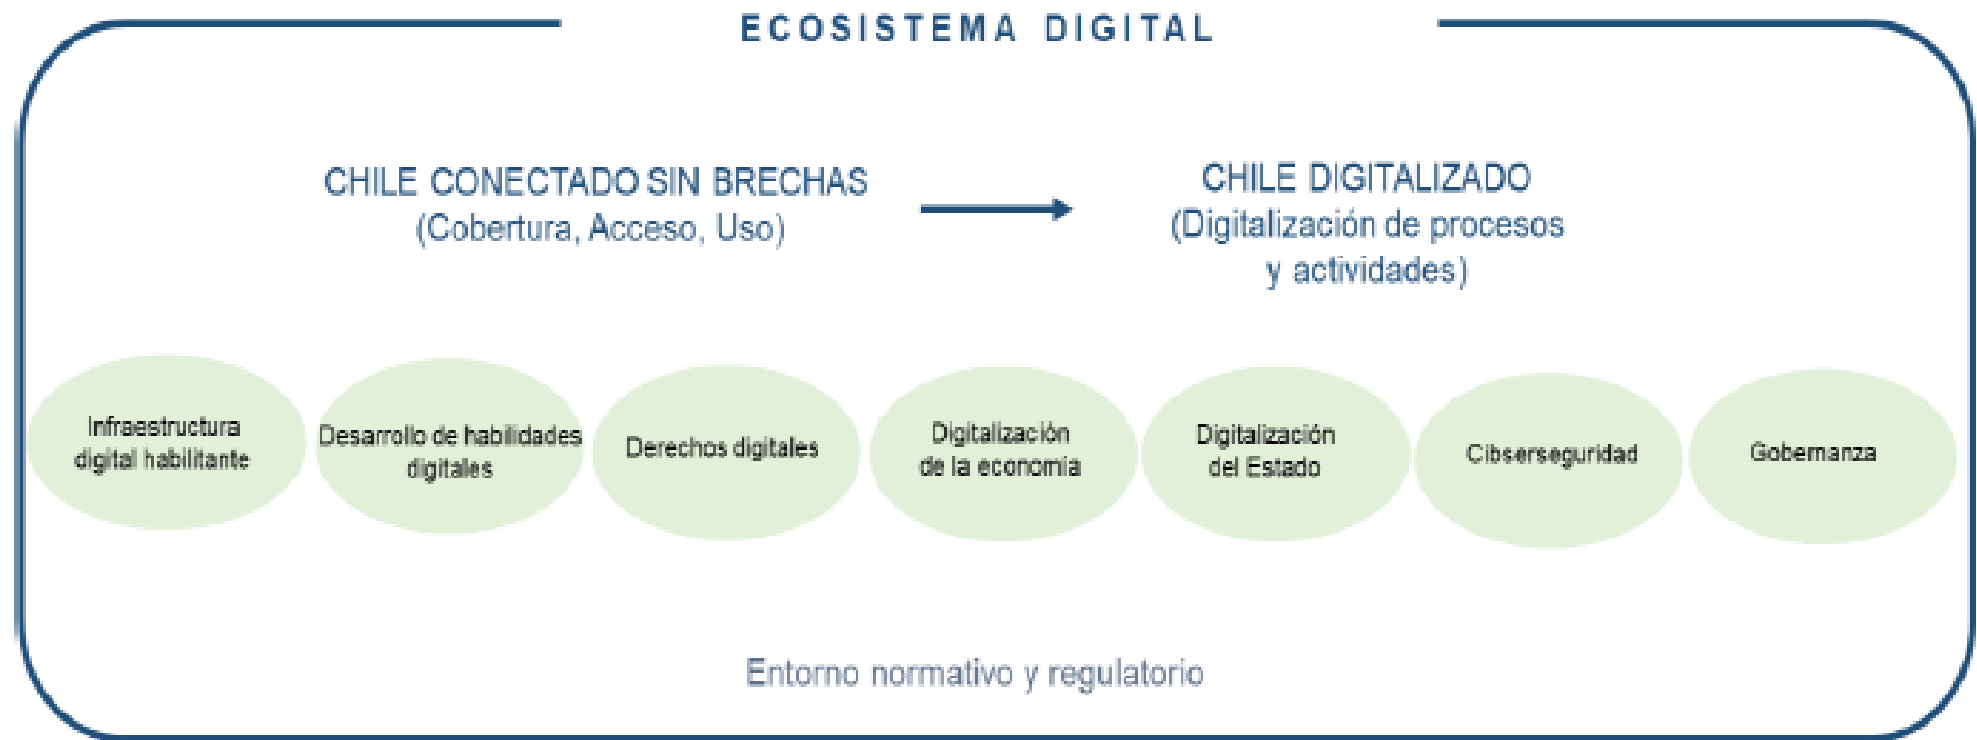 ECOSISTEMA DIGITAL
CHILE CONECTADO SIN BRECHAS
(Cobertura, Acceso, Uso)
CHILE DIGITALIZADO
(Digitalización de procesos
y actividades)
Infraestructura
digital habilitante
Desarrollo de habilidades
digitales
Derechos digitales
Digitalización
de la economía
Digitalización
del Estado
Cibserseguridad
Gobernanza
Entorno normativo y regulatorio